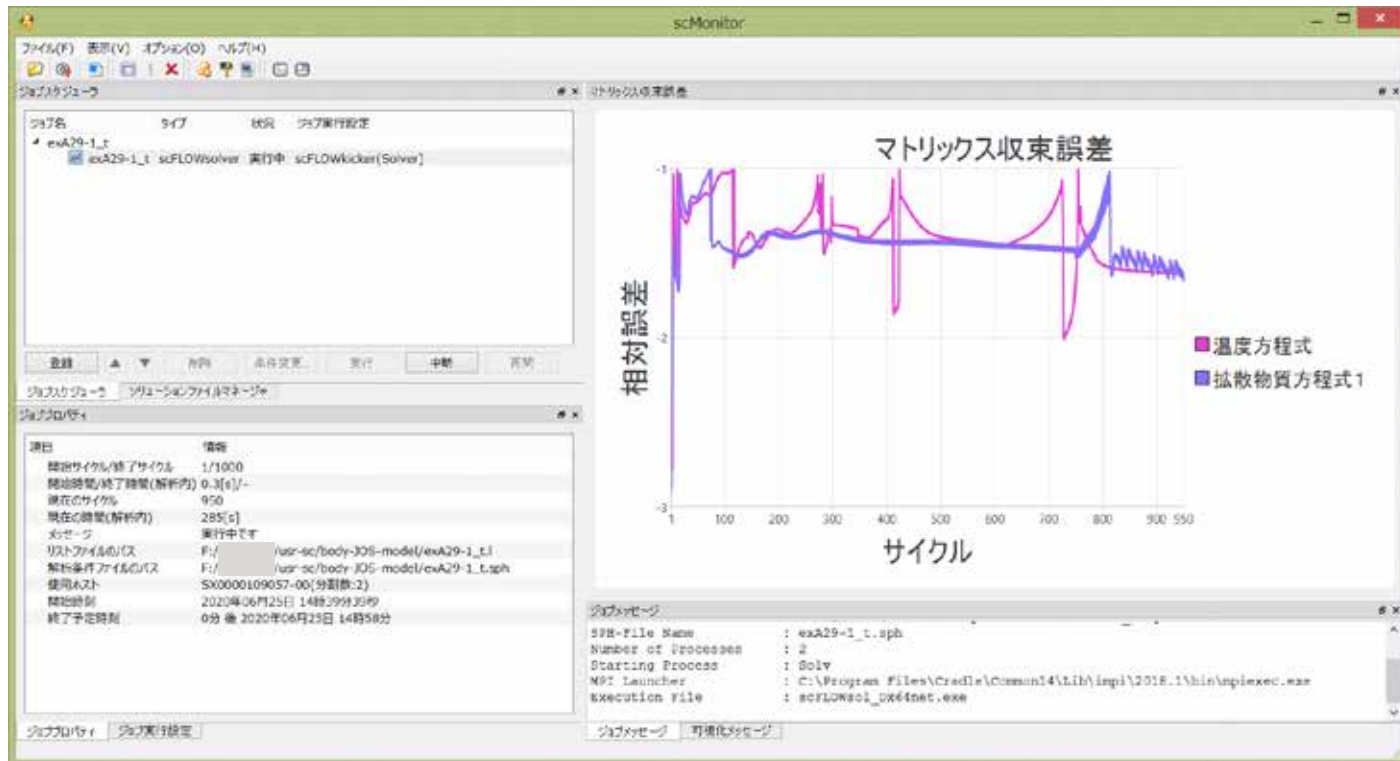 scMonitor
ファイル(F) 表示(V) オプション(O) ヘルプ(H)
ジョブスケジューラ
ジョブ名 タイプ 状況 ジョブ実行設定
exA29-1_t
exA29-1_t scFLOWsolver 実行中 scFLOWkicker(Solver)
登録 ▲ ▼ 削除 条件変更... 実行 中断 再開
ジョブスケジューラ ソリューションファイルマネージャ
ジョブプロパティ
項目 情報
開始サイクル/終了サイクル 1/1000
開始時間/終了時間(解析内) 0.3[s]/-
現在のサイクル 950
現在の時間(解析内) 285[s]
メッセージ 実行中です
リストファイルのパス F:/ /usr-sc/body-JOS-model/exA29-1_t.l
解析条件ファイルのパス F:/ /usr-sc/body-JOS-model/exA29-1_t.sph
使用ホスト SX0000109057-00(分割数:2)
開始時刻 2020年06月25日 14時39分39秒
終了予定時刻 0分 後 2020年06月25日 14時58分
ジョブプロパティ ジョブ実行設定
マトリックス収束誤差
マトリックス収束誤差
相対誤差
-1
-2
-3
1 100 200 300 400 500 600 700 800 900 950
サイクル
温度方程式
拡散物質方程式1
ジョブメッセージ
SPH-File Name : exA29-1_t.sph
Number of Processes : 2
Starting Process : Solv
MPI Launcher : C:\Program Files\Cradle\Common14\Lib\impi\2018.1\bin\mpiexec.exe
Execution File : scFLOWsol_Dx64net.exe
ジョブメッセージ 可視化メッセージ